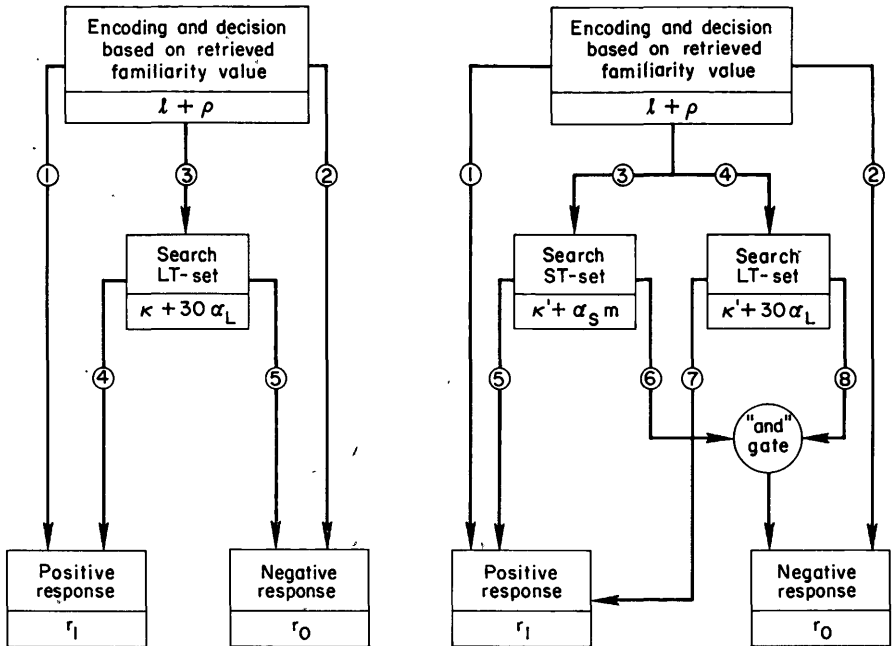 Encoding and decision
based on retrieved
familiarity value
ℓ + ρ
①
③
②
Search
LT-set
κ + 30 α_L
④
⑤
Positive
response
r_1
Negative
response
r_0
Encoding and decision
based on retrieved
familiarity value
ℓ + ρ
①
③
④
②
Search
ST-set
κ' + α_S m
Search
LT-set
κ' + 30 α_L
⑤
⑥
⑦
⑧
"and"
gate
Positive
response
r_1
Negative
response
r_0